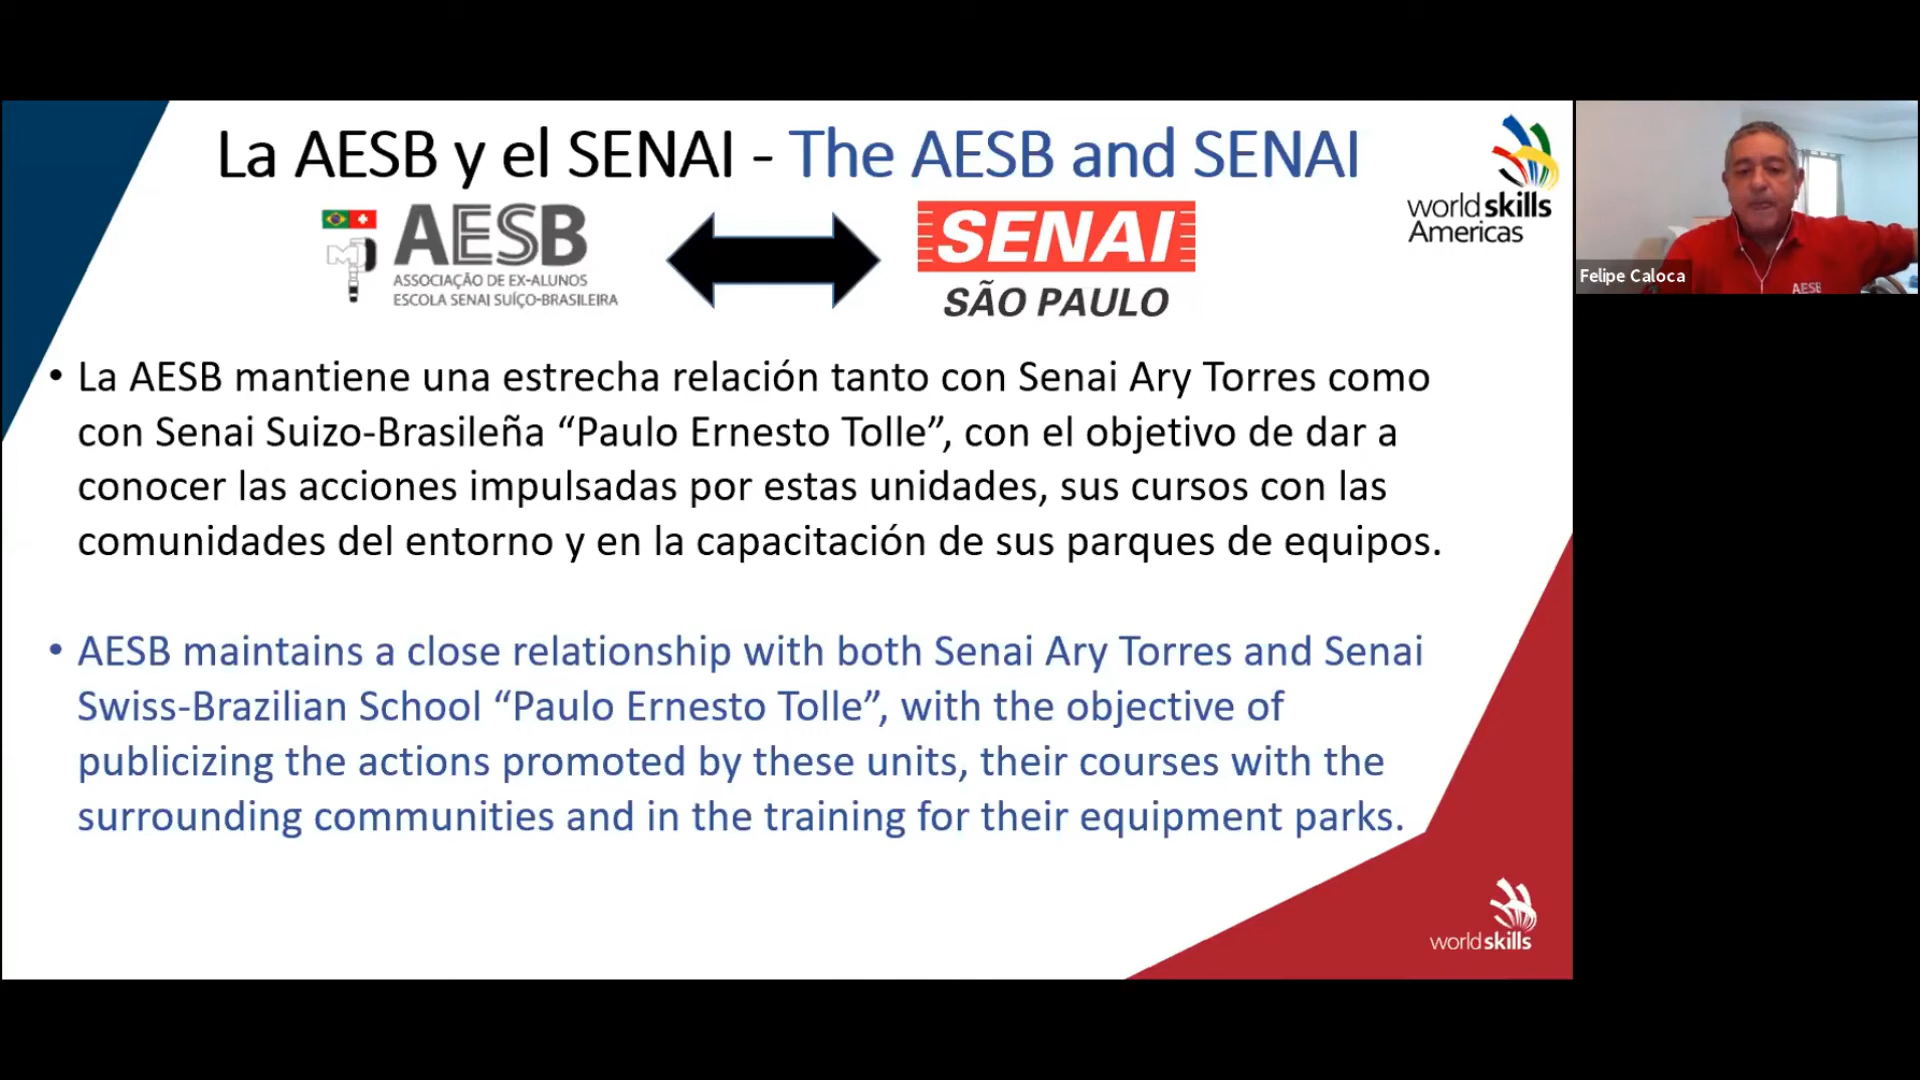 La AESB y el SENAI - The AESB and SENAI
AESB
ASSOCIAÇÃO DE EX-ALUNOS
ESCOLA SENAI SUÍÇO-BRASILEIRA
SENAI
SÃO PAULO
worldskills
Americas
Felipe Caloca
AESB
• La AESB mantiene una estrecha relación tanto con Senai Ary Torres como
con Senai Suizo-Brasileña “Paulo Ernesto Tolle”, con el objetivo de dar a
conocer las acciones impulsadas por estas unidades, sus cursos con las
comunidades del entorno y en la capacitación de sus parques de equipos.
• AESB maintains a close relationship with both Senai Ary Torres and Senai
Swiss-Brazilian School “Paulo Ernesto Tolle”, with the objective of
publicizing the actions promoted by these units, their courses with the
surrounding communities and in the training for their equipment parks.
worldskills